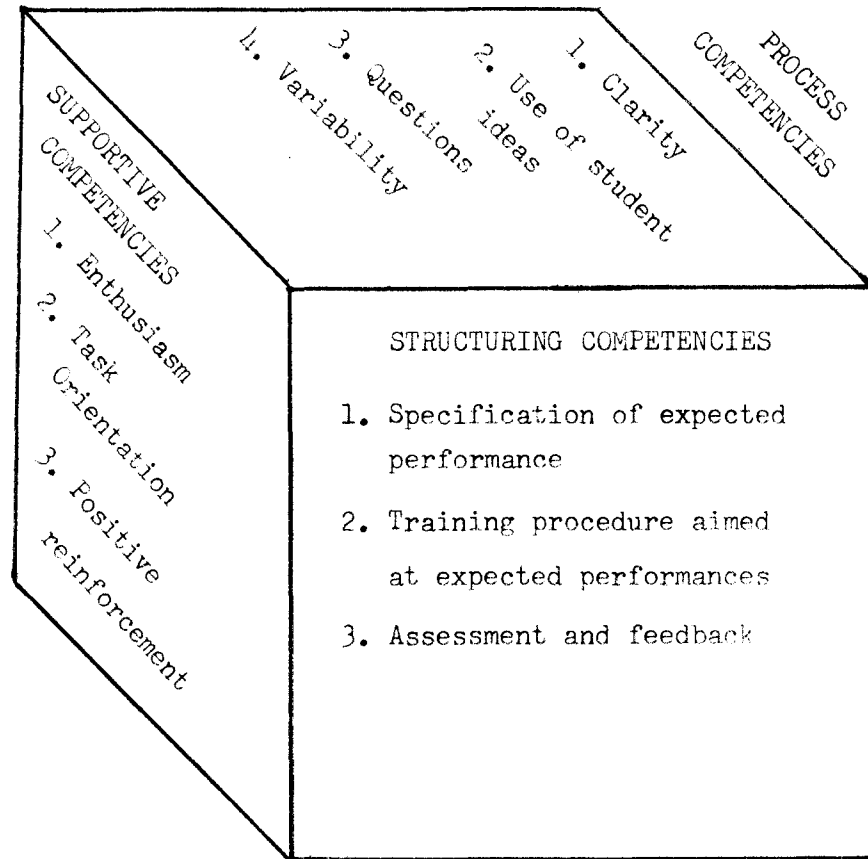 PROCESS
COMPETENCIES
1. Clarity
2. Use of student
ideas
3. Questions
4. Variability
SUPPORTIVE
COMPETENCIES
1. Enthusiasm
2. Task
Orientation
3. Positive
reinforcement
STRUCTURING COMPETENCIES
1. Specification of expected
performance
2. Training procedure aimed
at expected performances
3. Assessment and feedback